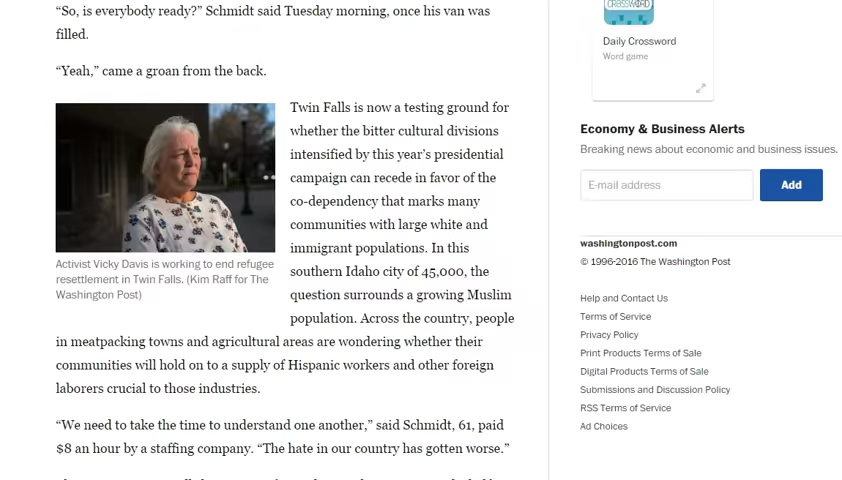 “So, is everybody ready?” Schmidt said Tuesday morning, once his van was
filled.
“Yeah,” came a groan from the back.
Twin Falls is now a testing ground for
whether the bitter cultural divisions
intensified by this year’s presidential
campaign can recede in favor of the
co-dependency that marks many
communities with large white and
immigrant populations. In this
southern Idaho city of 45,000, the
question surrounds a growing Muslim
population. Across the country, people
in meatpacking towns and agricultural areas are wondering whether their
communities will hold on to a supply of Hispanic workers and other foreign
laborers crucial to those industries.
Activist Vicky Davis is working to end refugee
resettlement in Twin Falls. (Kim Raff for The
Washington Post)
“We need to take the time to understand one another,” said Schmidt, 61, paid
$8 an hour by a staffing company. “The hate in our country has gotten worse.”
CROSSWORD
Daily Crossword
Word game
Economy & Business Alerts
Breaking news about economic and business issues.
E-mail address
Add
washingtonpost.com
© 1996-2016 The Washington Post
Help and Contact Us
Terms of Service
Privacy Policy
Print Products Terms of Sale
Digital Products Terms of Sale
Submissions and Discussion Policy
RSS Terms of Service
Ad Choices